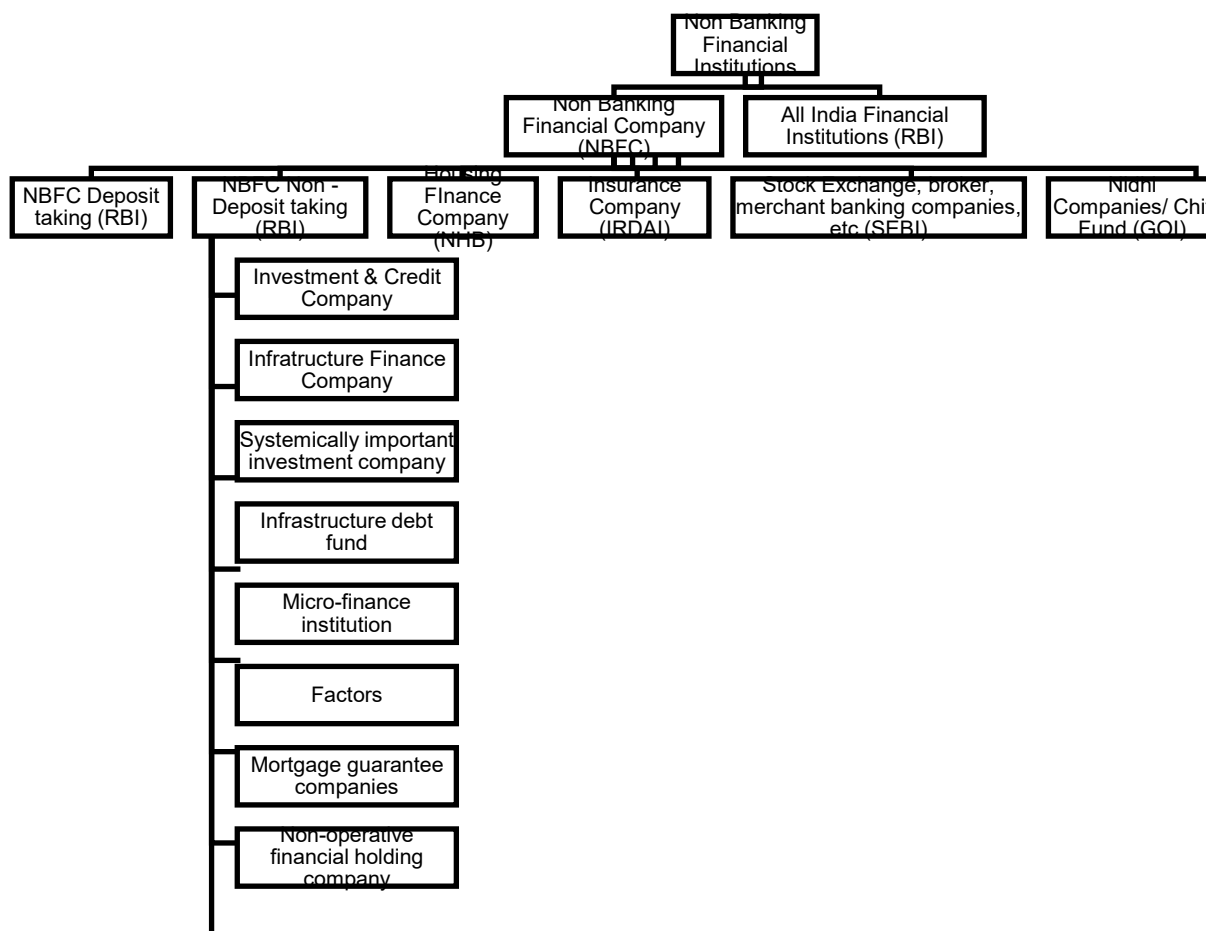 Non Banking
Financial
Institutions
Non Banking
Financial Company
(NBFC)
All India Financial
Institutions (RBI)
NBFC Deposit
taking (RBI)
NBFC Non -
Deposit taking
(RBI)
Housing
FInance
Company
(NHB)
Insurance
Company
(IRDAI)
Stock Exchange, broker,
merchant banking companies,
etc (SEBI)
Nidhi
Companies/ Chit
Fund (GOI)
Investment & Credit
Company
Infratructure Finance
Company
Systemically important
investment company
Infrastructure debt
fund
Micro-finance
institution
Factors
Mortgage guarantee
companies
Non-operative
financial holding
company